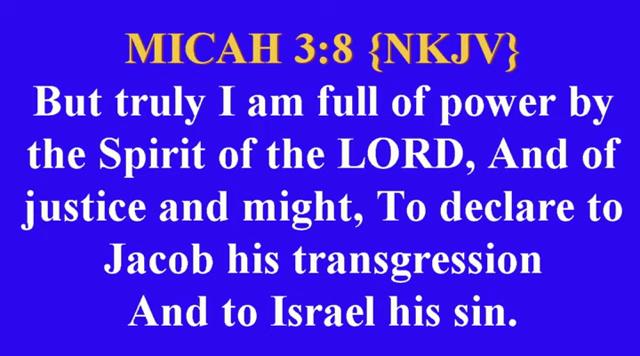 MICAH 3:8 {NKJV}
But truly I am full of power by
the Spirit of the LORD, And of
justice and might, To declare to
Jacob his transgression
And to Israel his sin.